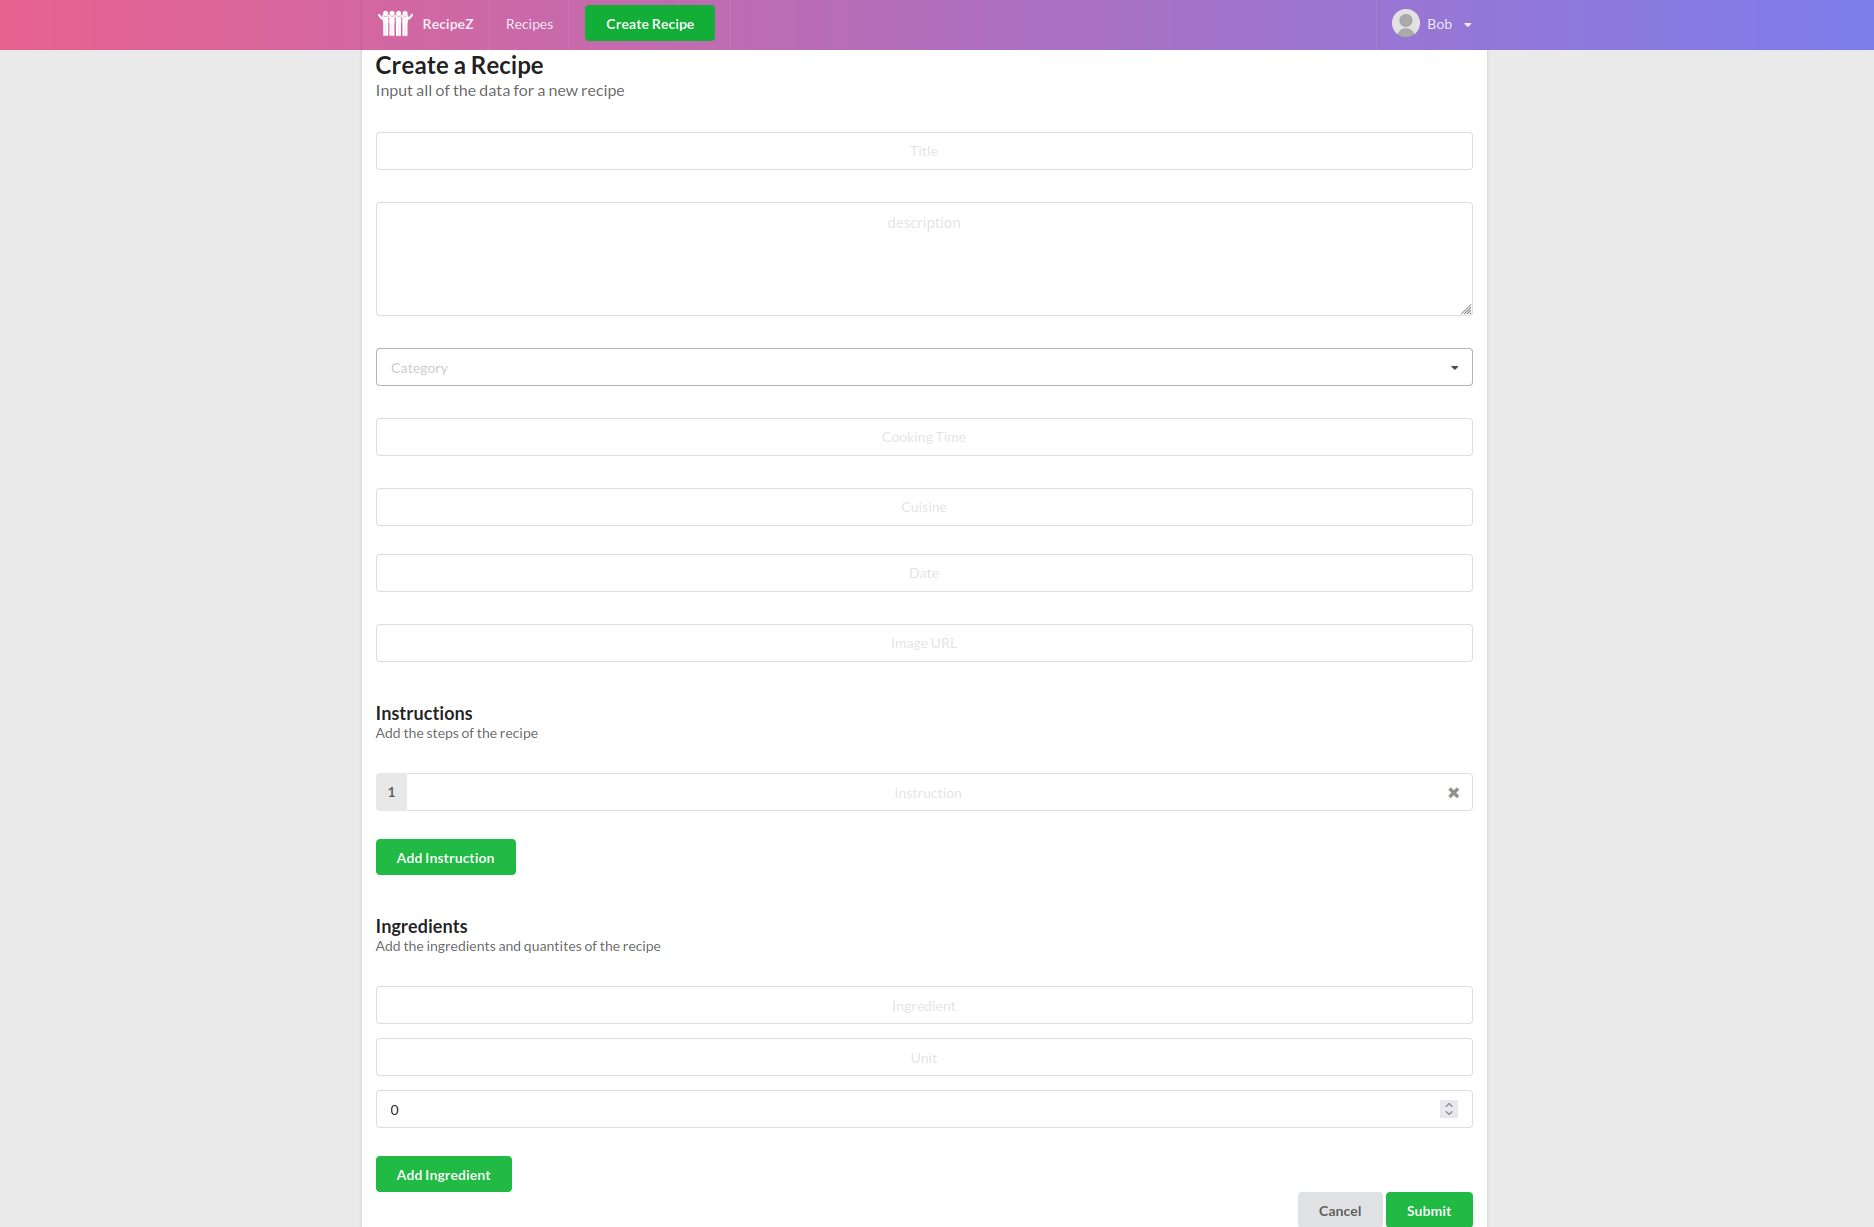 RecipeZ Recipes Create Recipe Bob
Create a Recipe
Input all of the data for a new recipe
Title
description
Category
Cooking Time
Cuisine
Date
Image URL
Instructions
Add the steps of the recipe
1 Instruction
Add Instruction
Ingredients
Add the ingredients and quantites of the recipe
Ingredient
Unit
0
Add Ingredient
Cancel Submit